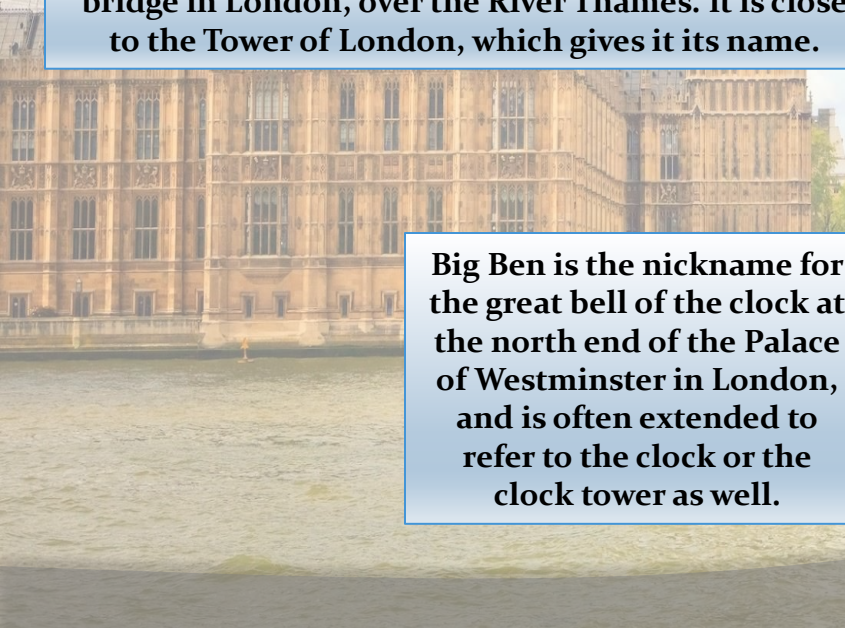 bridge in London, over the River Thames. It is close
to the Tower of London, which gives it its name.
Big Ben is the nickname for
the great bell of the clock at
the north end of the Palace
of Westminster in London,
and is often extended to
refer to the clock or the
clock tower as well.